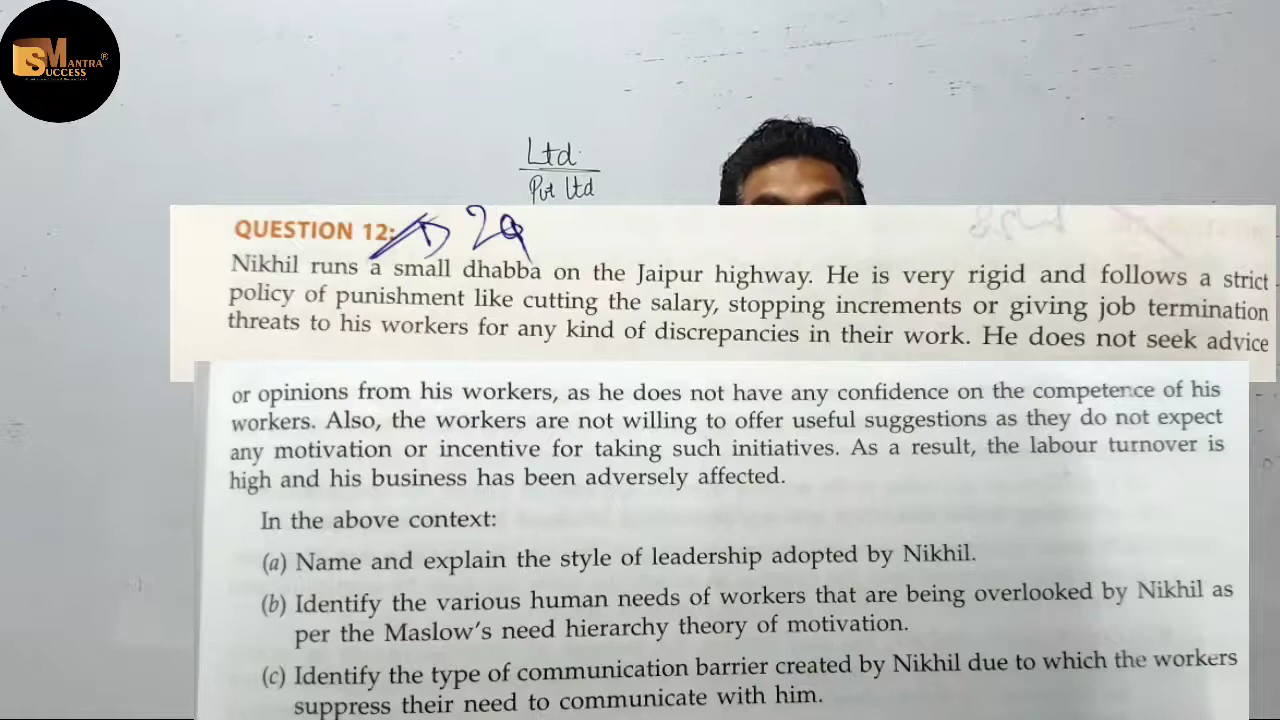 SUCCESS MANTRA®
Ltd.
Pvt Ltd
QUESTION 12:
Nikhil runs a small dhabba on the Jaipur highway. He is very rigid and follows a strict
policy of punishment like cutting the salary, stopping increments or giving job termination
threats to his workers for any kind of discrepancies in their work. He does not seek advice
or opinions from his workers, as he does not have any confidence on the competence of his
workers. Also, the workers are not willing to offer useful suggestions as they do not expect
any motivation or incentive for taking such initiatives. As a result, the labour turnover is
high and his business has been adversely affected.
In the above context:
(a) Name and explain the style of leadership adopted by Nikhil.
(b) Identify the various human needs of workers that are being overlooked by Nikhil as
per the Maslow's need hierarchy theory of motivation.
(c) Identify the type of communication barrier created by Nikhil due to which the workers
suppress their need to communicate with him.